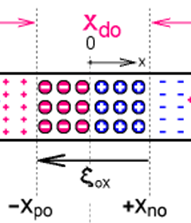 xdo
0
x
+ + − − − + + + − −
+ + − − − + + + − −
+ + − − − + + + − −
ξox
-xpo +xno